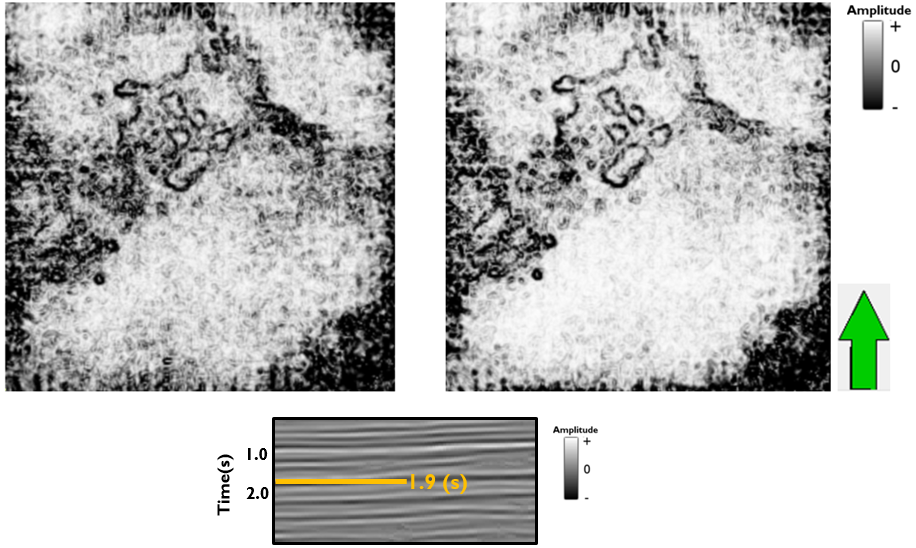 Amplitude
+
0
-
Time(s)
1.0
2.0
1.9 (s)
Amplitude
+
0
-